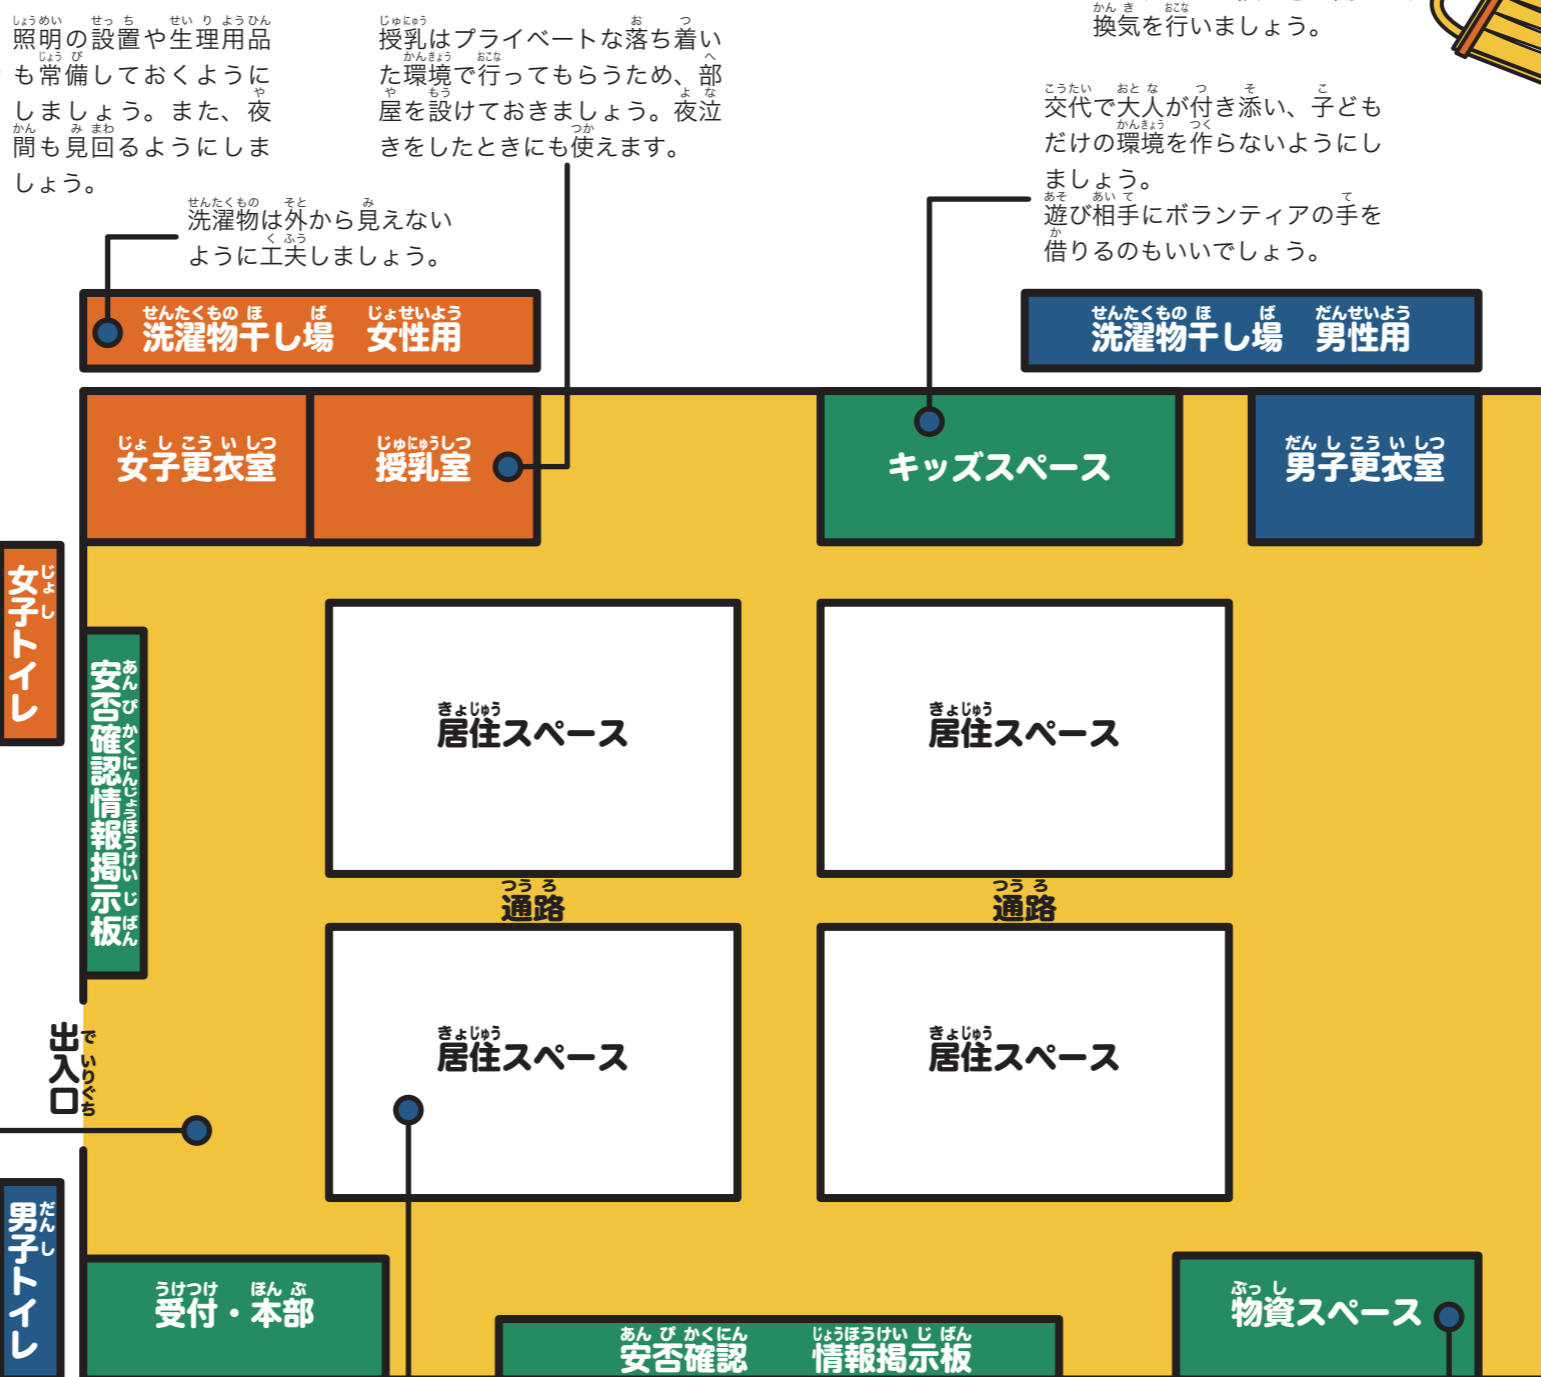 照明の設置や生理用品
も常備しておくように
しましょう。また、夜
間も見回るようにしま
しょう。
授乳はプライベートな落ち着い
た環境で行ってもらうため、部
屋を設けておきましょう。夜泣
きをしたときにも使えます。
換気を行いましょう。
交代で大人が付き添い、子ども
だけの環境を作らないようにし
ましょう。
遊び相手にボランティアの手を
借りるのもいいでしょう。
洗濯物は外から見えない
ように工夫しましょう。
洗濯物干し場　女性用
洗濯物干し場　男性用
女子更衣室
授乳室
キッズスペース
男子更衣室
女子トイレ
安否確認情報掲示板
居住スペース
居住スペース
通路
通路
居住スペース
居住スペース
出入口
男子トイレ
受付・本部
安否確認　情報掲示板
物資スペース